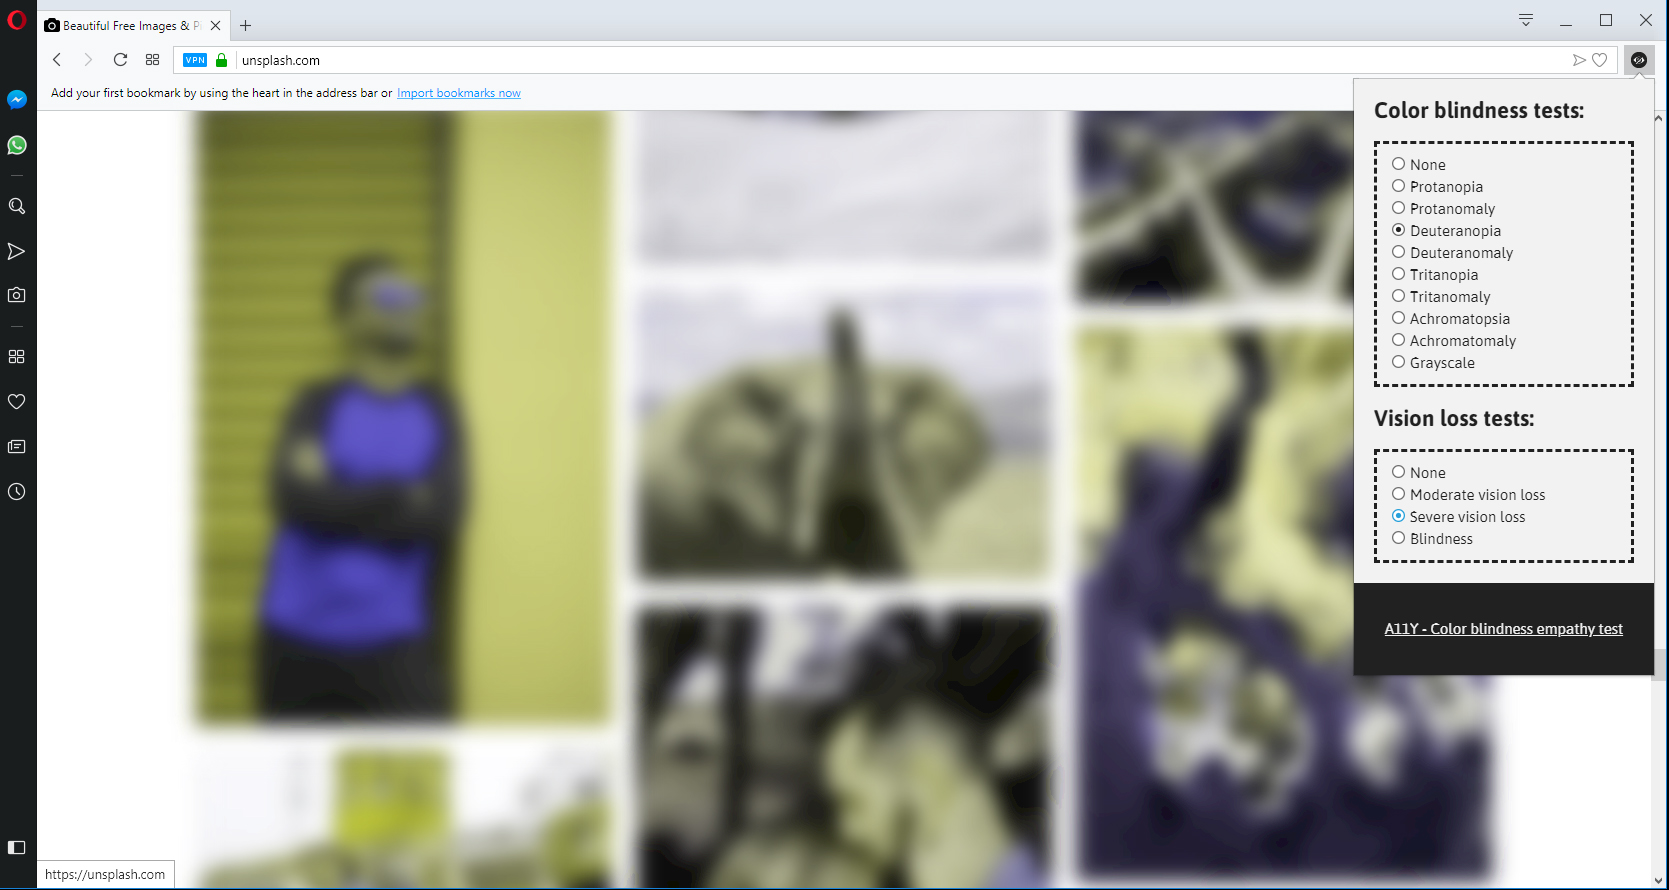 Beautiful Free Images & P
VPN
unsplash.com
Add your first bookmark by using the heart in the address bar or Import bookmarks now
Color blindness tests:
None
Protanopia
Protanomaly
Deuteranopia
Deuteranomaly
Tritanopia
Tritanomaly
Achromatopsia
Achromatomaly
Grayscale
Vision loss tests:
None
Moderate vision loss
Severe vision loss
Blindness
A11Y - Color blindness empathy test
https://unsplash.com